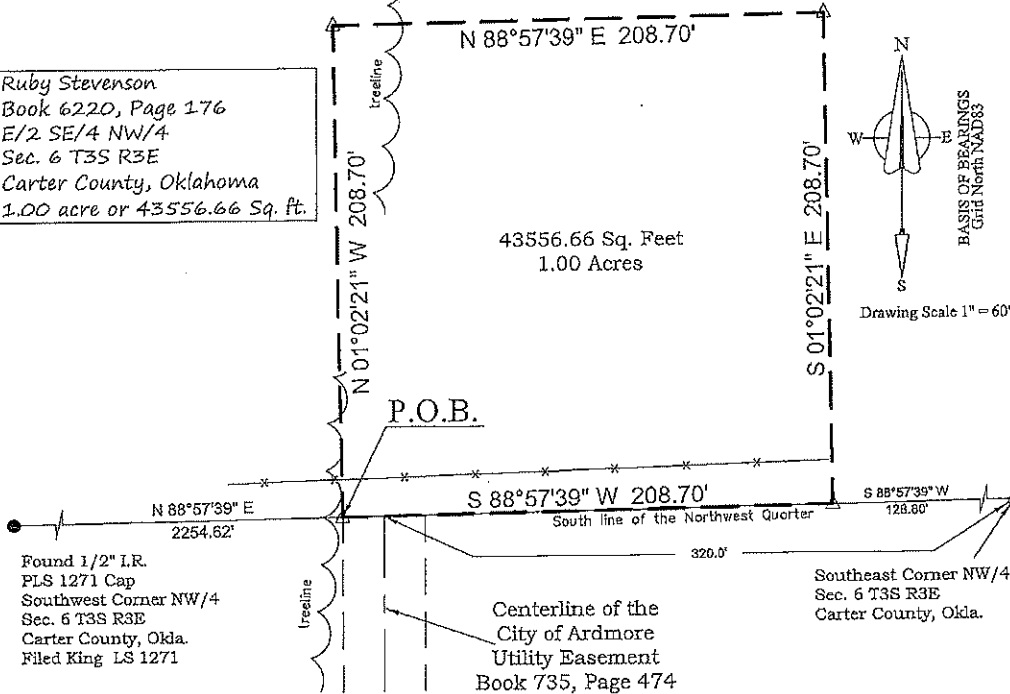 N 88°57'39" E 208.70'
Ruby Stevenson
Book 6220, Page 176
E/2 SE/4 NW/4
Sec. 6 T3S R3E
Carter County, Oklahoma
1.00 acre or 43556.66 Sq. ft.
treeline
N 01°02'21" W 208.70'
43556.66 Sq. Feet
1.00 Acres
S 01°02'21" E 208.70'
N
W
E
S
BASIS OF BEARINGS
Grid North NAD83
Drawing Scale 1" = 60'
P.O.B.
N 88°57'39" E
2254.62'
S 88°57'39" W 208.70'
South line of the Northwest Quarter
S 88°57'39" W
128.80'
320.0'
Found 1/2" I.R.
PLS 1271 Cap
Southwest Corner NW/4
Sec. 6 T3S R3E
Carter County, Okla.
Filed King LS 1271
treeline
Centerline of the
City of Ardmore
Utility Easement
Book 735, Page 474
Southeast Corner NW/4
Sec. 6 T3S R3E
Carter County, Okla.